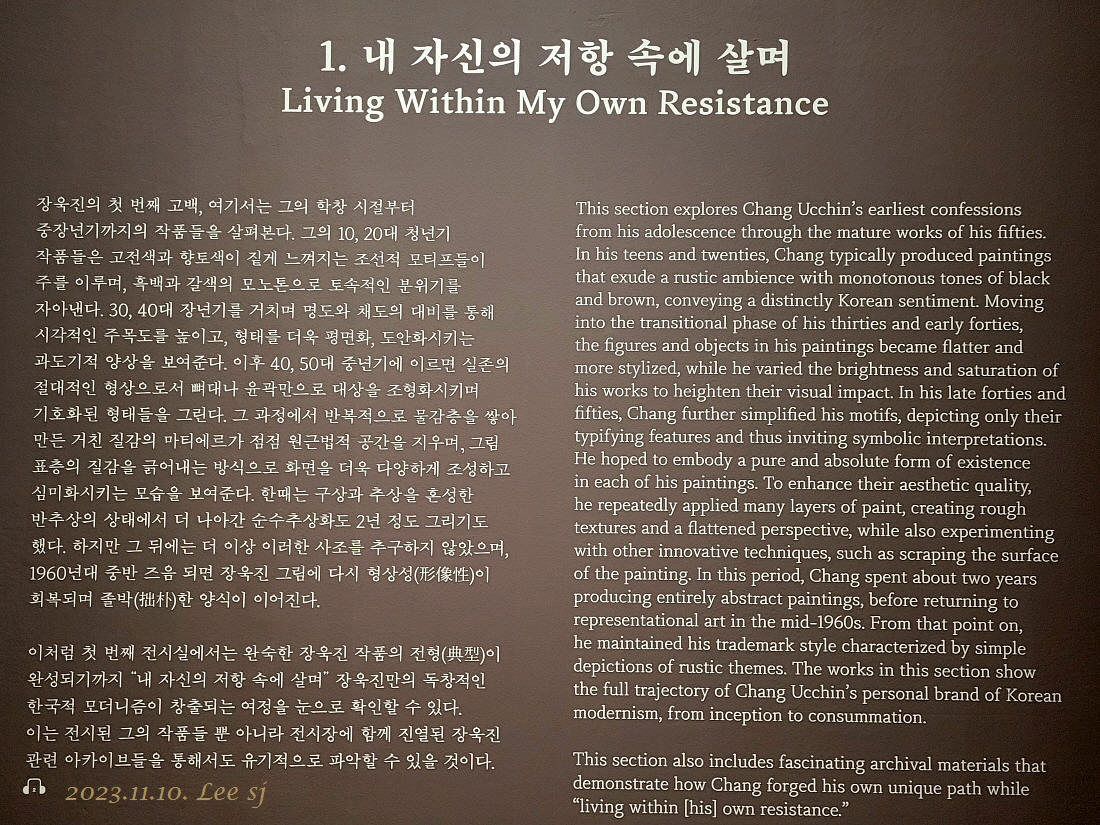 1. 내 자신의 저항 속에 살며
Living Within My Own Resistance
장욱진의 첫 번째 고백, 여기서는 그의 학창 시절부터
중장년기까지의 작품들을 살펴본다. 그의 10, 20대 청년기
작품들은 고전색과 향토색이 짙게 느껴지는 조선적 모티프들이
주를 이루며, 흑백과 갈색의 모노톤으로 토속적인 분위기를
자아낸다. 30, 40대 장년기를 거치며 명도와 채도의 대비를 통해
시각적인 주목도를 높이고, 형태를 더욱 평면화, 도안화시키는
과도기적 양상을 보여준다. 이후 40, 50대 중년기에 이르면 실존의
절대적인 형상으로서 뼈대나 윤곽만으로 대상을 조형화시키며
기호화된 형태들을 그린다. 그 과정에서 반복적으로 물감층을 쌓아
만든 거친 질감의 마티에르가 점점 원근법적 공간을 지우며, 그림
표층의 질감을 긁어내는 방식으로 화면을 더욱 다양하게 조성하고
심미화시키는 모습을 보여준다. 한때는 구상과 추상을 혼성한
반추상의 상태에서 더 나아간 순수추상화도 2년 정도 그리기도
했다. 하지만 그 뒤에는 더 이상 이러한 사조를 추구하지 않았으며,
1960년대 중반 즈음 되면 장욱진 그림에 다시 형상성(形像性)이
회복되며 졸박(拙朴)한 양식이 이어진다.
이처럼 첫 번째 전시실에서는 완숙한 장욱진 작품의 전형(典型)이
완성되기까지 “내 자신의 저항 속에 살며” 장욱진만의 독창적인
한국적 모더니즘이 창출되는 여정을 눈으로 확인할 수 있다.
이는 전시된 그의 작품들 뿐 아니라 전시장에 함께 진열된 장욱진
관련 아카이브들을 통해서도 유기적으로 파악할 수 있을 것이다.
This section explores Chang Ucchin’s earliest confessions
from his adolescence through the mature works of his fifties.
In his teens and twenties, Chang typically produced paintings
that exude a rustic ambience with monotonous tones of black
and brown, conveying a distinctly Korean sentiment. Moving
into the transitional phase of his thirties and early forties,
the figures and objects in his paintings became flatter and
more stylized, while he varied the brightness and saturation of
his works to heighten their visual impact. In his late forties and
fifties, Chang further simplified his motifs, depicting only their
typifying features and thus inviting symbolic interpretations.
He hoped to embody a pure and absolute form of existence
in each of his paintings. To enhance their aesthetic quality,
he repeatedly applied many layers of paint, creating rough
textures and a flattened perspective, while also experimenting
with other innovative techniques, such as scraping the surface
of the painting. In this period, Chang spent about two years
producing entirely abstract paintings, before returning to
representational art in the mid-1960s. From that point on,
he maintained his trademark style characterized by simple
depictions of rustic themes. The works in this section show
the full trajectory of Chang Ucchin’s personal brand of Korean
modernism, from inception to consummation.
This section also includes fascinating archival materials that
demonstrate how Chang forged his own unique path while
“living within [his] own resistance.”
2023.11.10. Lee sj